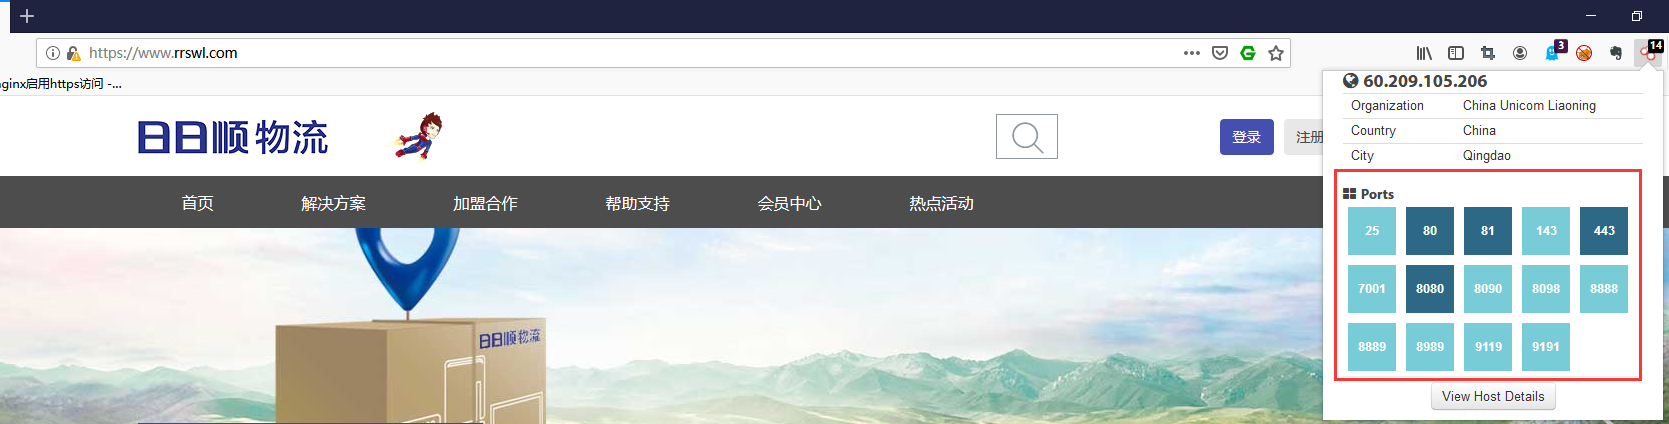 https://www.rrswl.com
3
14
nginx启用https访问 -...
60.209.105.206
Organization China Unicom Liaoning
Country China
City Qingdao
日日顺物流
登录
注册
首页 解决方案 加盟合作 帮助支持 会员中心 热点活动
Ports
25 80 81 143 443
7001 8080 8090 8098 8888
8889 8989 9119 9191
View Host Details
日日顺物流